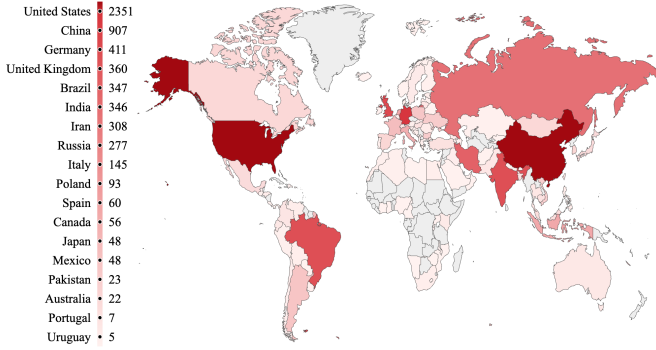 United States 2351
China 907
Germany 411
United Kingdom 360
Brazil 347
India 346
Iran 308
Russia 277
Italy 145
Poland 93
Spain 60
Canada 56
Japan 48
Mexico 48
Pakistan 23
Australia 22
Portugal 7
Uruguay 5